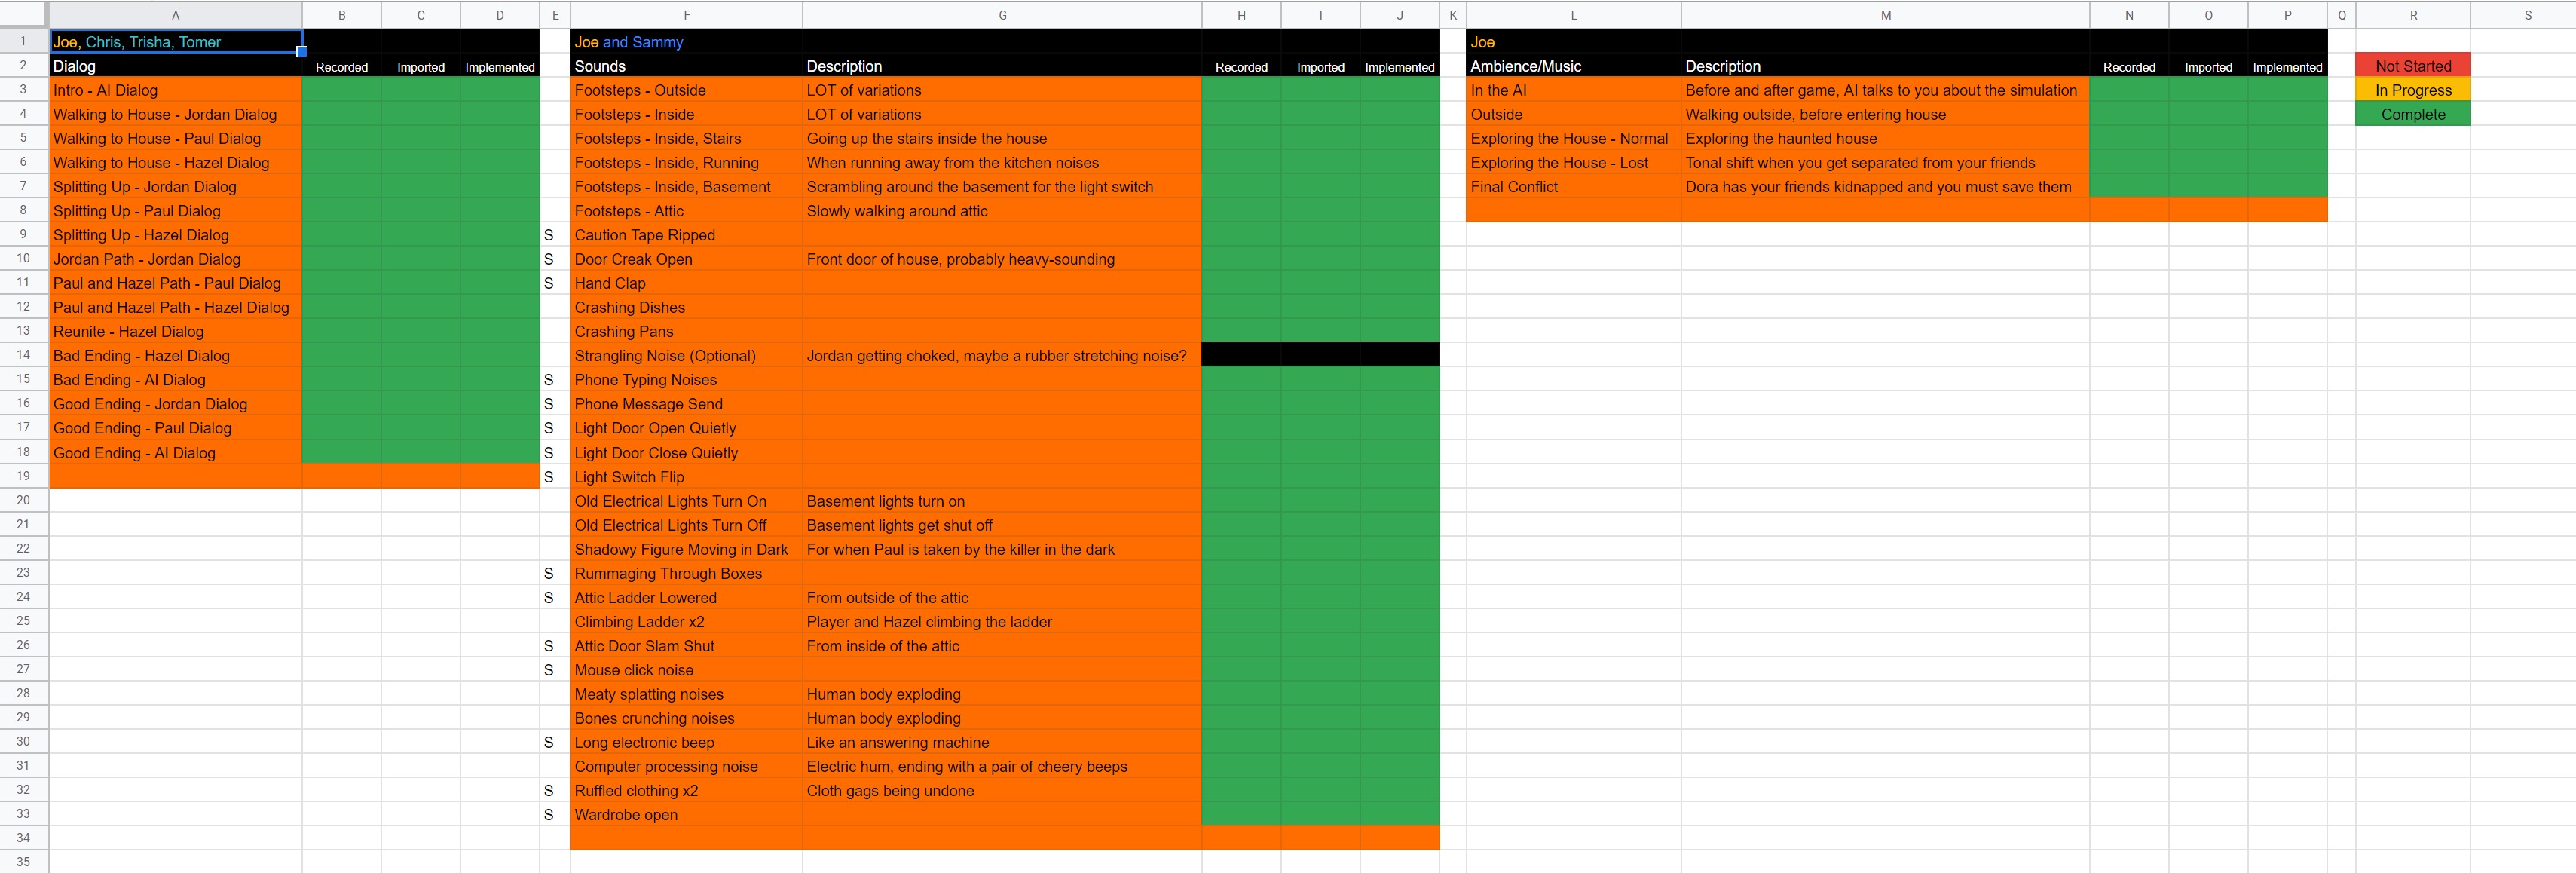 A B C D E F G H I J K L M N O P Q R S
1 Joe, Chris, Trisha, Tomer Joe and Sammy Joe
2 Dialog Recorded Imported Implemented Sounds Description Recorded Imported Implemented Ambience/Music Description Recorded Imported Implemented Not Started
3 Intro - AI Dialog Footsteps - Outside LOT of variations In the AI Before and after game, AI talks to you about the simulation In Progress
4 Walking to House - Jordan Dialog Footsteps - Inside LOT of variations Outside Walking outside, before entering house Complete
5 Walking to House - Paul Dialog Footsteps - Inside, Stairs Going up the stairs inside the house Exploring the House - Normal Exploring the haunted house
6 Walking to House - Hazel Dialog Footsteps - Inside, Running When running away from the kitchen noises Exploring the House - Lost Tonal shift when you get separated from your friends
7 Splitting Up - Jordan Dialog Footsteps - Inside, Basement Scrambling around the basement for the light switch Final Conflict Dora has your friends kidnapped and you must save them
8 Splitting Up - Paul Dialog Footsteps - Attic Slowly walking around attic
9 Splitting Up - Hazel Dialog S Caution Tape Ripped
10 Jordan Path - Jordan Dialog S Door Creak Open Front door of house, probably heavy-sounding
11 Paul and Hazel Path - Paul Dialog S Hand Clap
12 Paul and Hazel Path - Hazel Dialog Crashing Dishes
13 Reunite - Hazel Dialog Crashing Pans
14 Bad Ending - Hazel Dialog Strangling Noise (Optional) Jordan getting choked, maybe a rubber stretching noise?
15 Bad Ending - AI Dialog S Phone Typing Noises
16 Good Ending - Jordan Dialog S Phone Message Send
17 Good Ending - Paul Dialog S Light Door Open Quietly
18 Good Ending - AI Dialog S Light Door Close Quietly
19 S Light Switch Flip
20 Old Electrical Lights Turn On Basement lights turn on
21 Old Electrical Lights Turn Off Basement lights get shut off
22 Shadowy Figure Moving in Dark For when Paul is taken by the killer in the dark
23 S Rummaging Through Boxes
24 S Attic Ladder Lowered From outside of the attic
25 Climbing Ladder x2 Player and Hazel climbing the ladder
26 S Attic Door Slam Shut From inside of the attic
27 S Mouse click noise
28 Meaty splatting noises Human body exploding
29 Bones crunching noises Human body exploding
30 S Long electronic beep Like an answering machine
31 Computer processing noise Electric hum, ending with a pair of cheery beeps
32 S Ruffled clothing x2 Cloth gags being undone
33 S Wardrobe open
34
35